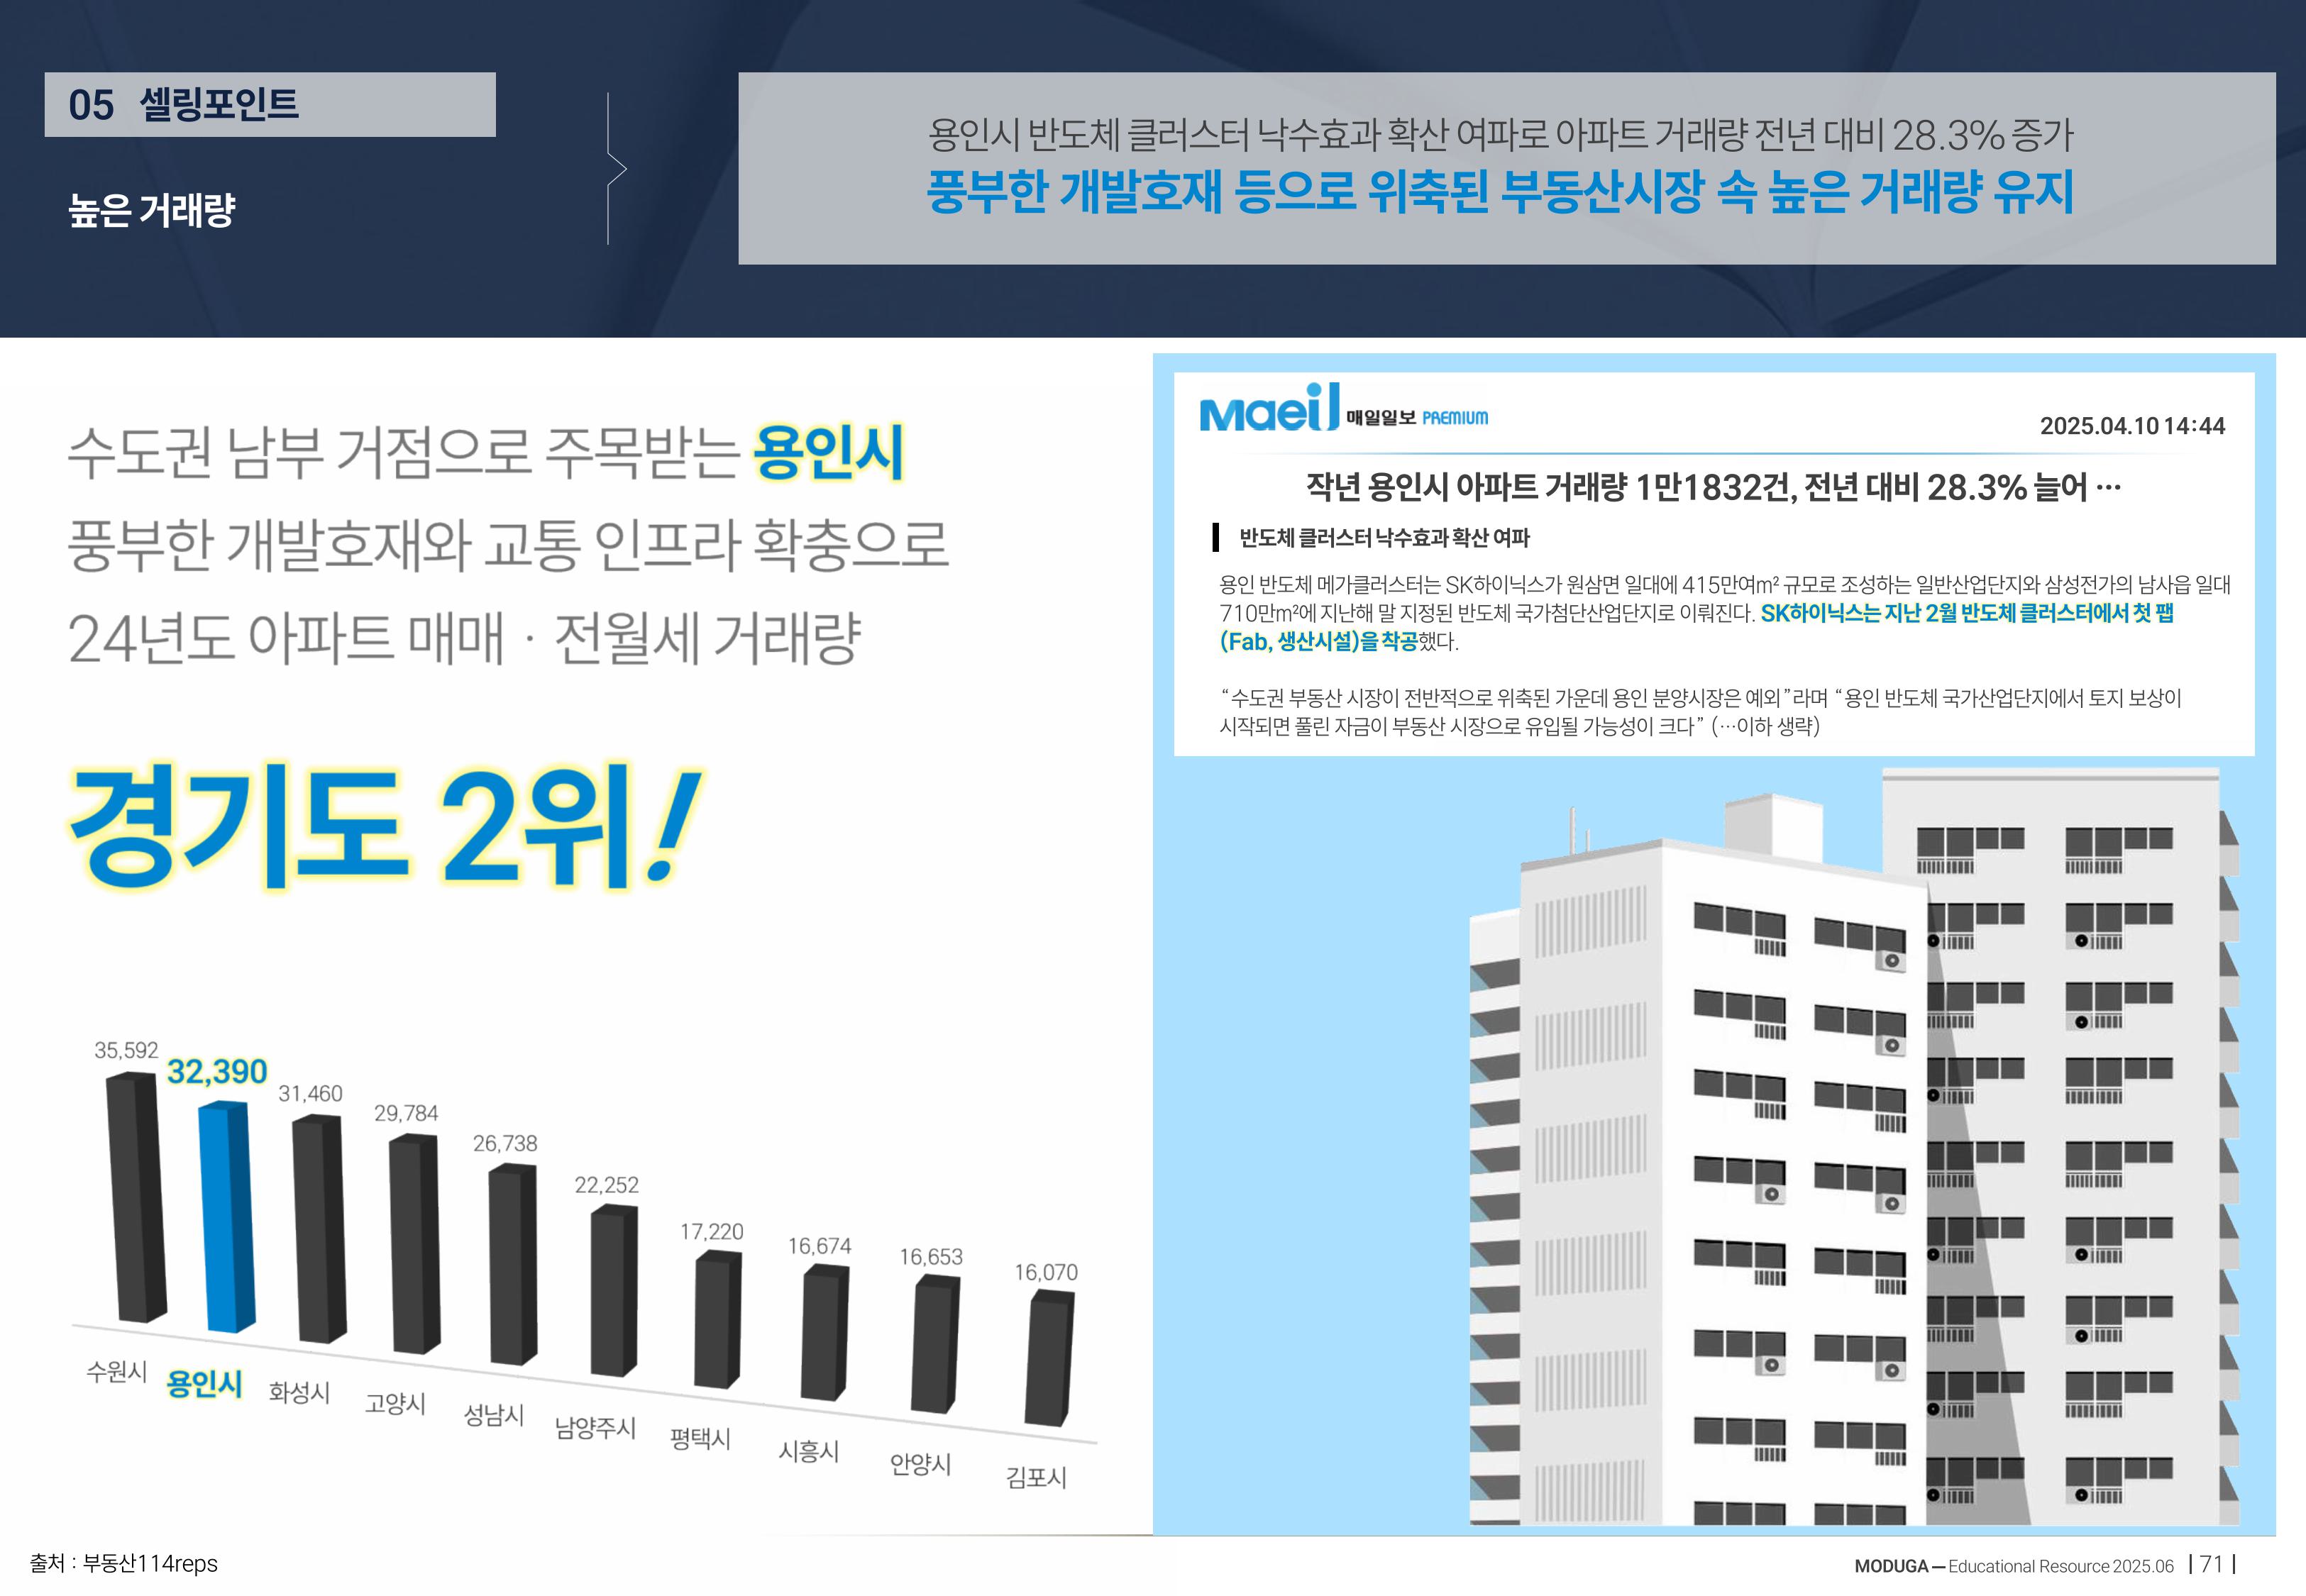 05 셀링포인트
높은 거래량
용인시 반도체 클러스터 낙수효과 확산 여파로 아파트 거래량 전년 대비 28.3% 증가
풍부한 개발호재 등으로 위축된 부동산시장 속 높은 거래량 유지
수도권 남부 거점으로 주목받는 용인시
풍부한 개발호재와 교통 인프라 확충으로
24년도 아파트 매매 · 전월세 거래량
경기도 2위!
35,592
32,390
31,460
29,784
26,738
22,252
17,220
16,674
16,653
16,070
수원시
용인시
화성시
고양시
성남시
남양주시
평택시
시흥시
안양시
김포시
Maeil 매일일보 PREMIUM
2025.04.10 14:44
작년 용인시 아파트 거래량 1만1832건, 전년 대비 28.3% 늘어 …
반도체 클러스터 낙수효과 확산 여파
용인 반도체 메가클러스터는 SK하이닉스가 원삼면 일대에 415만여m² 규모로 조성하는 일반산업단지와 삼성전가의 남사읍 일대
710만m²에 지난해 말 지정된 반도체 국가첨단산업단지로 이뤄진다. SK하이닉스는 지난 2월 반도체 클러스터에서 첫 팹
(Fab, 생산시설)을 착공했다.
“수도권 부동산 시장이 전반적으로 위축된 가운데 용인 분양시장은 예외”라며 “용인 반도체 국가산업단지에서 토지 보상이
시작되면 풀린 자금이 부동산 시장으로 유입될 가능성이 크다” (…이하 생략)
출처 : 부동산114reps
MODUGA — Educational Resource 2025.06 | 71 |